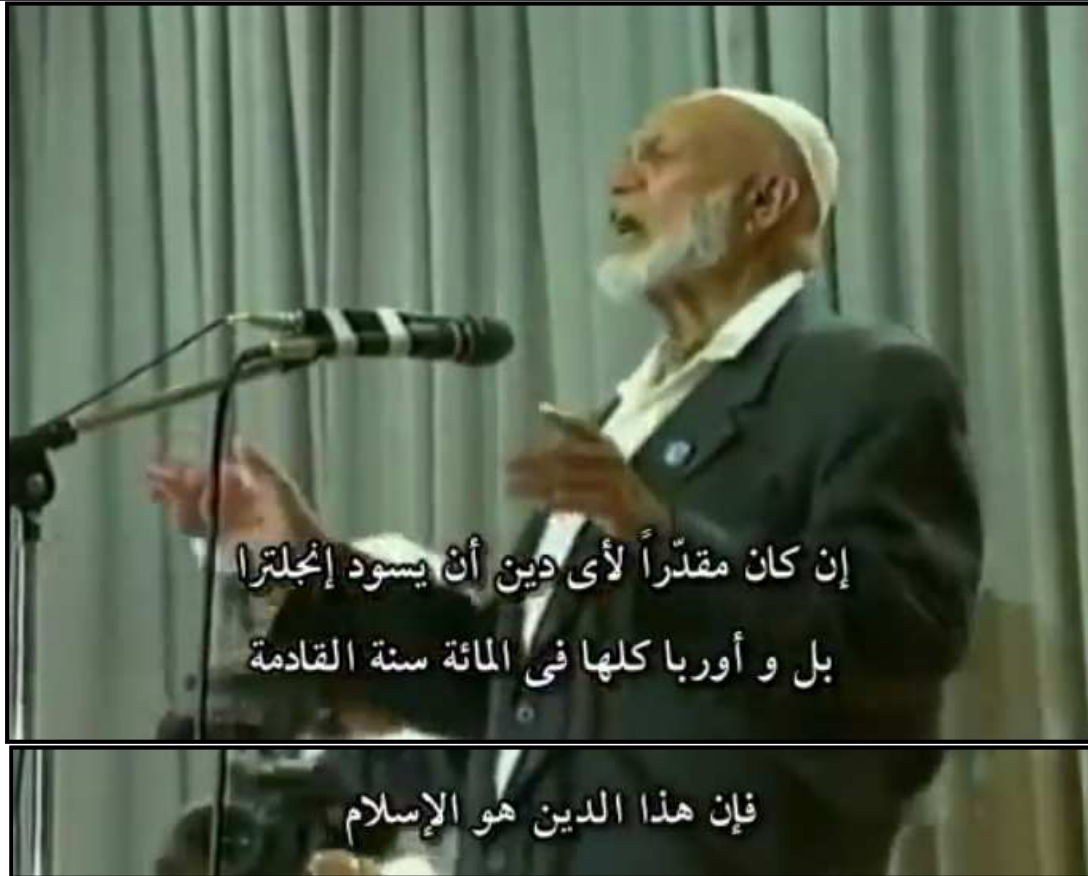 إن كان مقدّراً لأى دين أن يسود إنجلترا
بل و أوربا كلها فى المائة سنة القادمة
فإن هذا الدين هو الإسلام